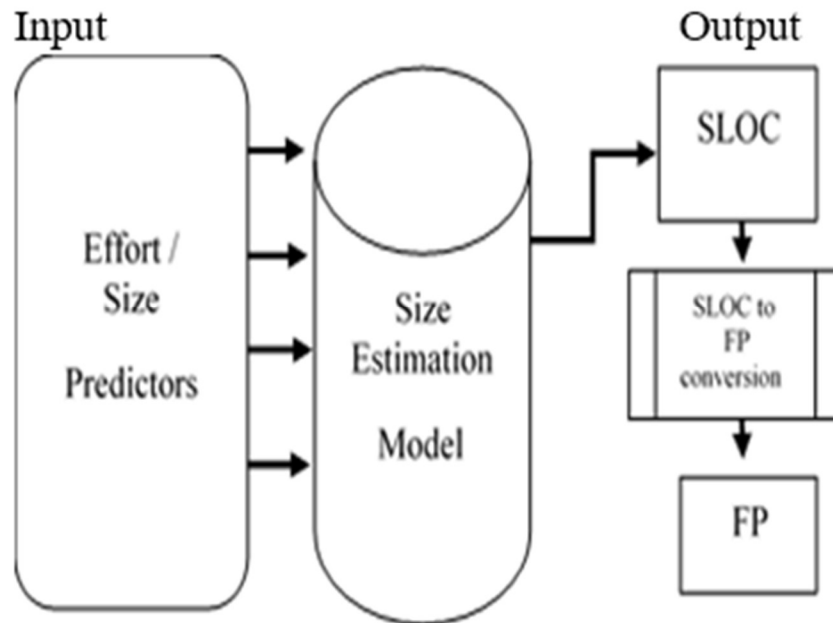 Input
Output
Effort /
Size
Predictors
Size
Estimation
Model
SLOC
SLOC to
FP
conversion
FP